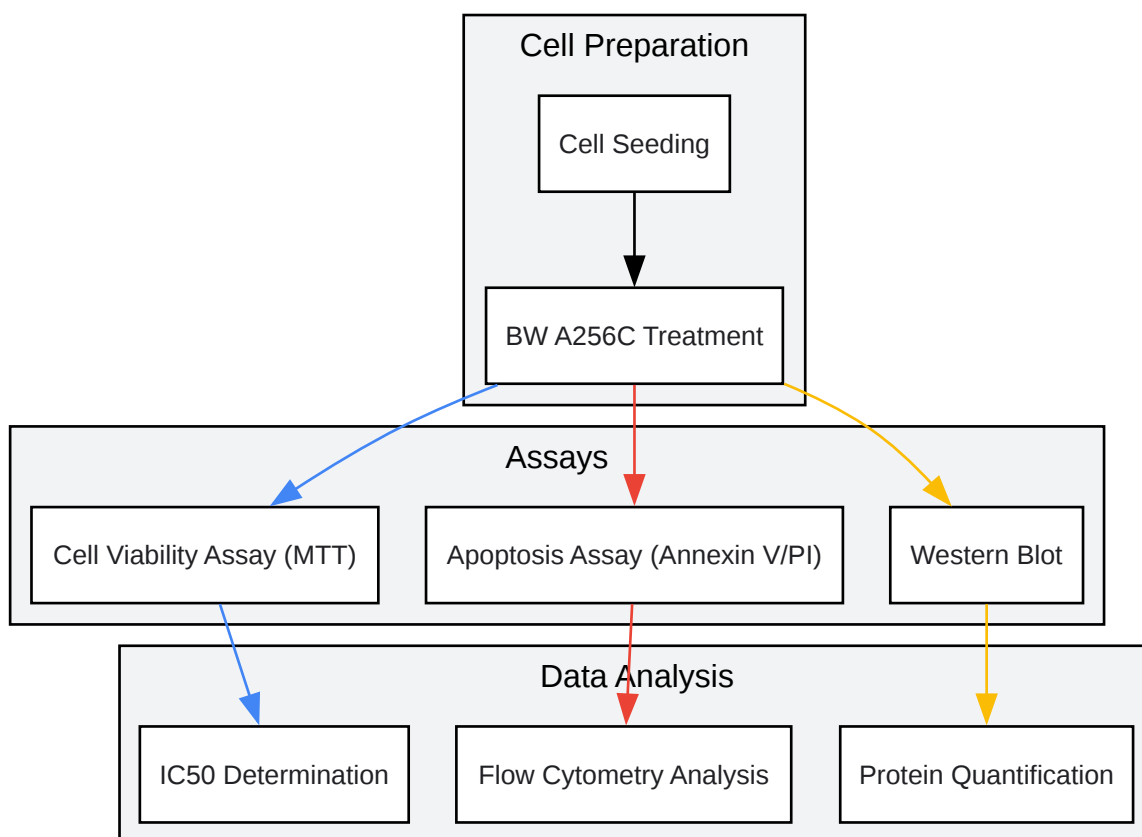 Cell Preparation
Cell Seeding
BW A256C Treatment
Assays
Cell Viability Assay (MTT)
Apoptosis Assay (Annexin V/PI)
Western Blot
Data Analysis
IC50 Determination
Flow Cytometry Analysis
Protein Quantification